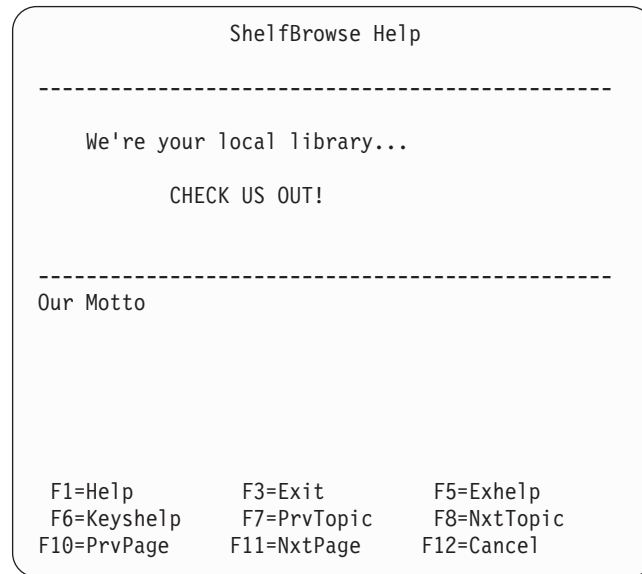 ShelfBrowse Help
------------------------------------------------
We're your local library...
CHECK US OUT!
------------------------------------------------
Our Motto
F1=Help F3=Exit F5=Exhelp
F6=Keyshelp F7=PrvTopic F8=NxtTopic
F10=PrvPage F11=NxtPage F12=Cancel